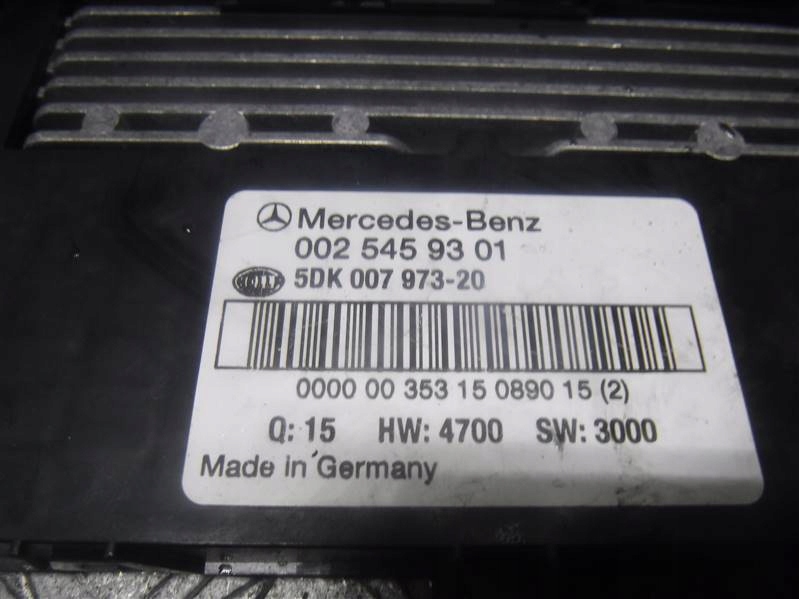 Mercedes-Benz
002 545 93 01
HELLA 5DK 007 973-20
0000 00 353 15 0890 15 (2)
Q: 15 HW: 4700 SW: 3000
Made in Germany